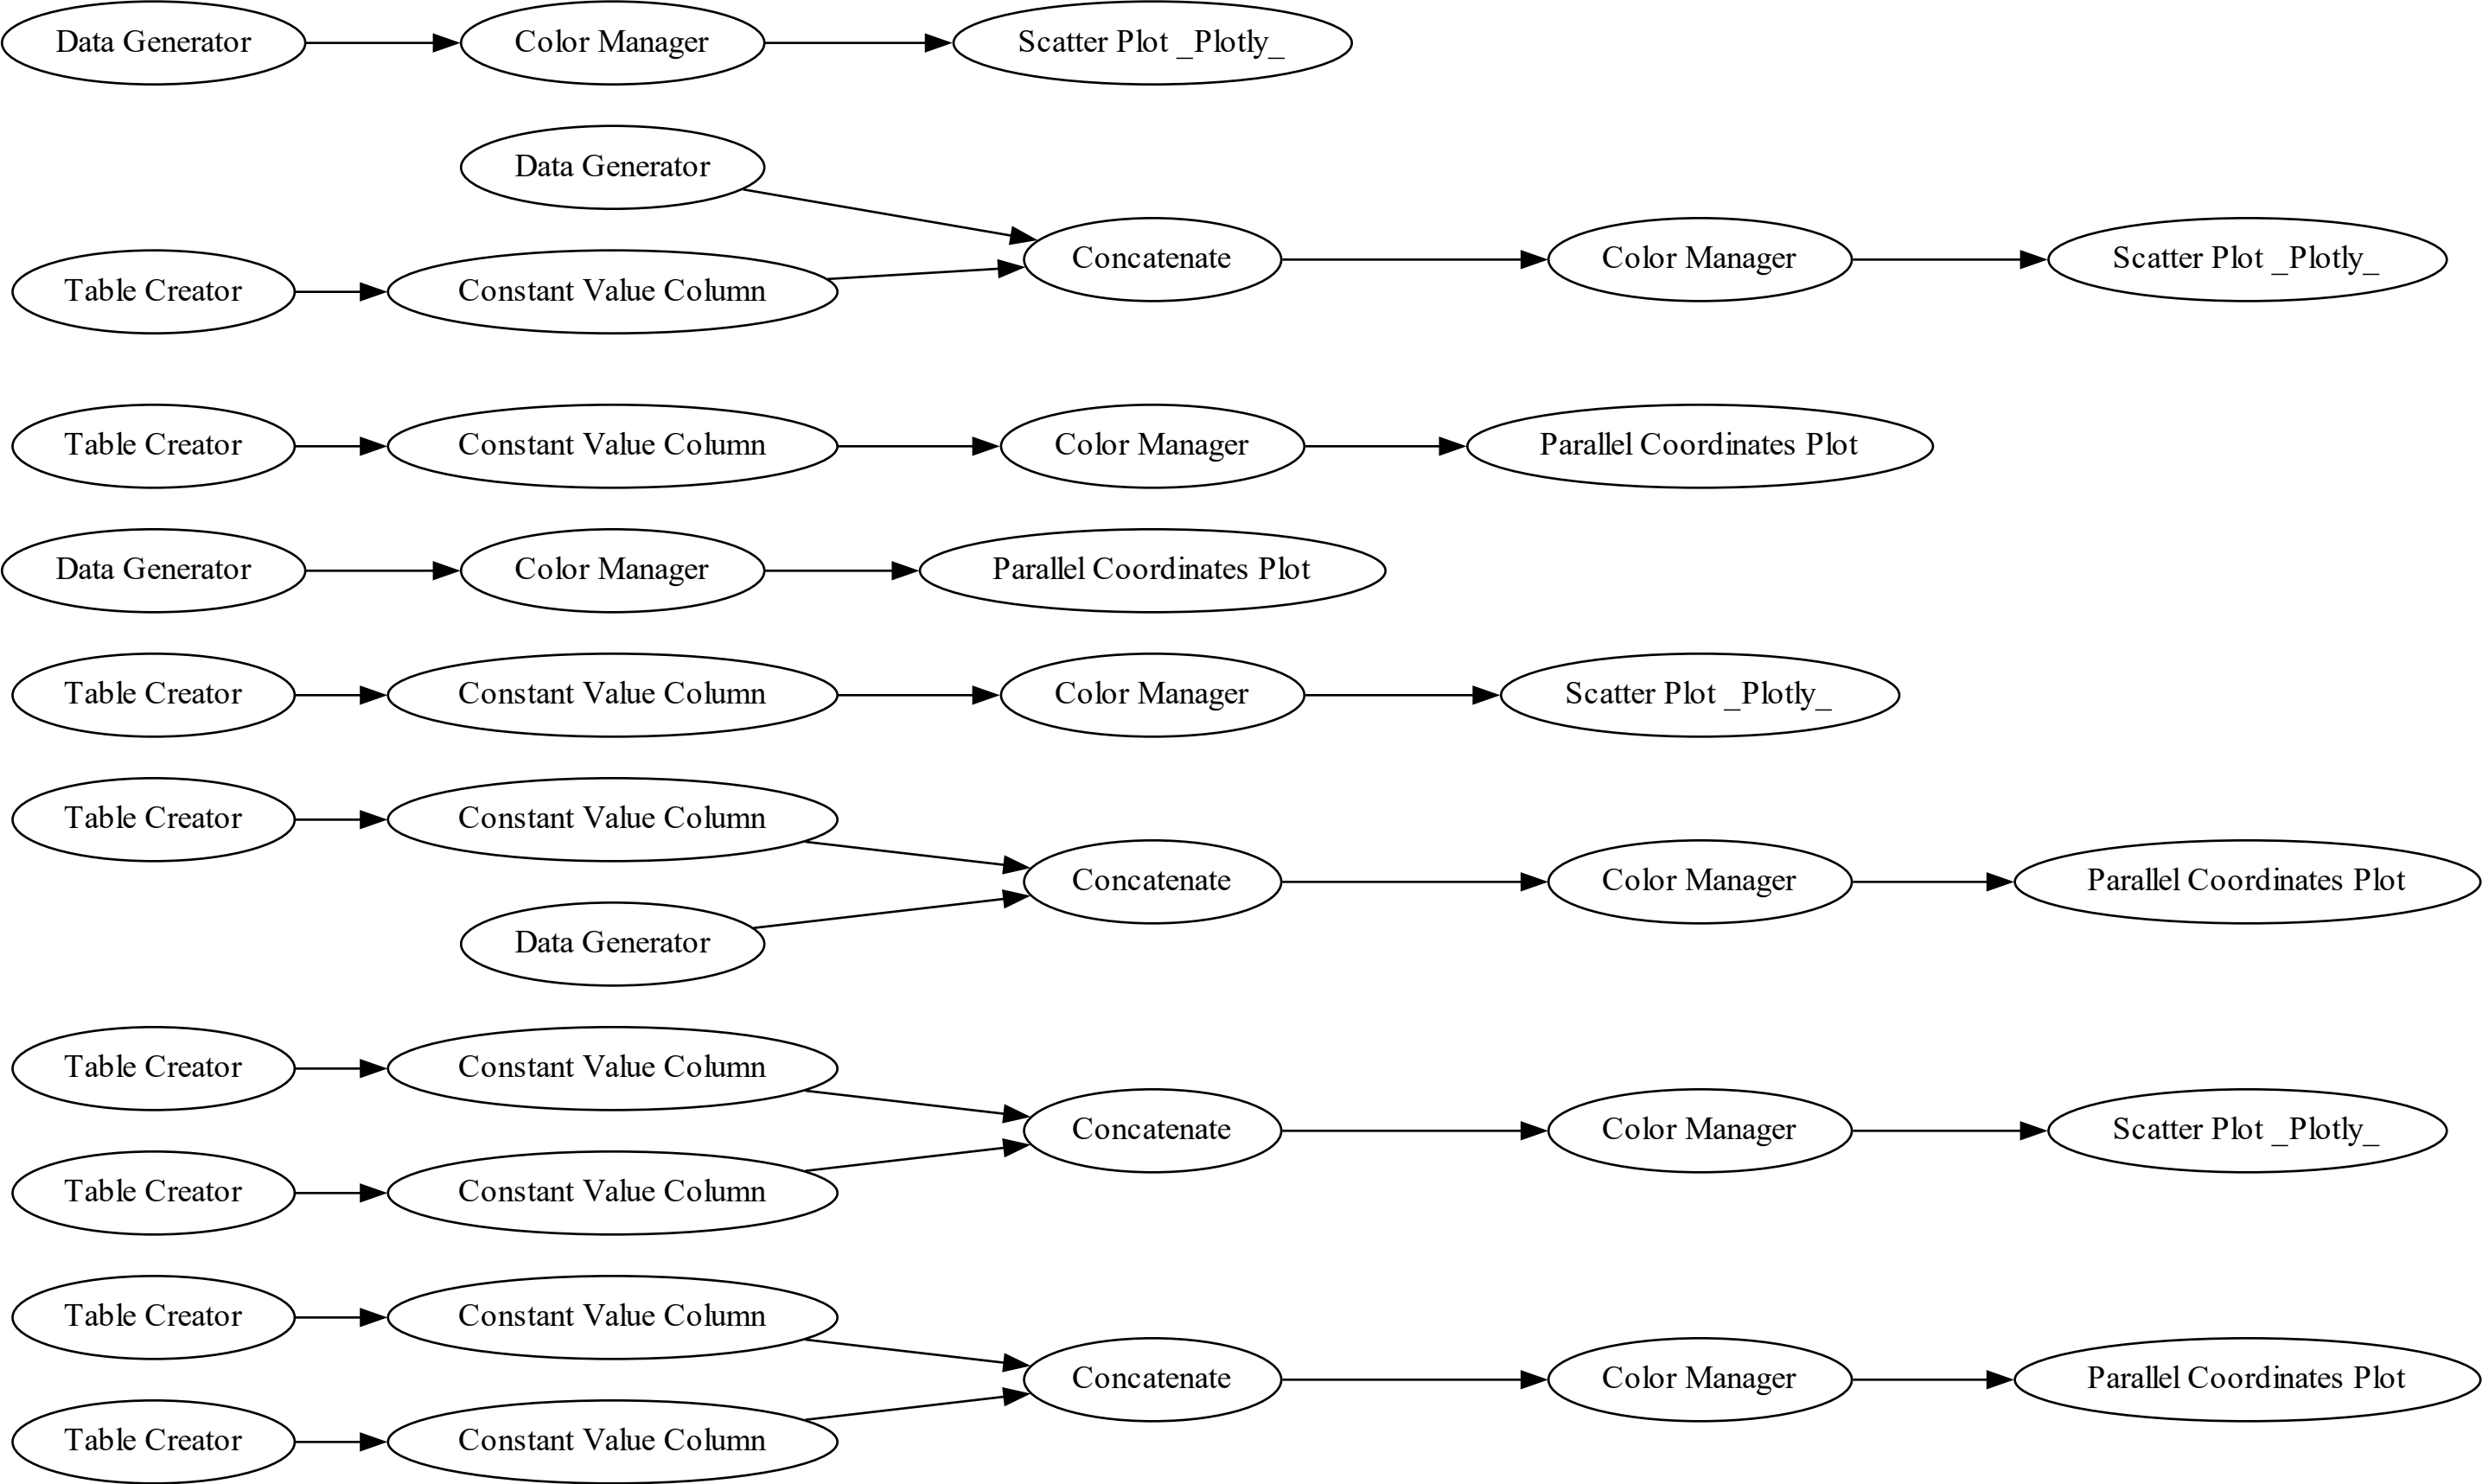 Data Generator
Color Manager
Scatter Plot _Plotly_
Data Generator
Table Creator
Constant Value Column
Concatenate
Color Manager
Scatter Plot _Plotly_
Table Creator
Constant Value Column
Color Manager
Parallel Coordinates Plot
Data Generator
Color Manager
Parallel Coordinates Plot
Table Creator
Constant Value Column
Color Manager
Scatter Plot _Plotly_
Table Creator
Constant Value Column
Data Generator
Concatenate
Color Manager
Parallel Coordinates Plot
Table Creator
Constant Value Column
Table Creator
Constant Value Column
Concatenate
Color Manager
Scatter Plot _Plotly_
Table Creator
Constant Value Column
Table Creator
Constant Value Column
Concatenate
Color Manager
Parallel Coordinates Plot